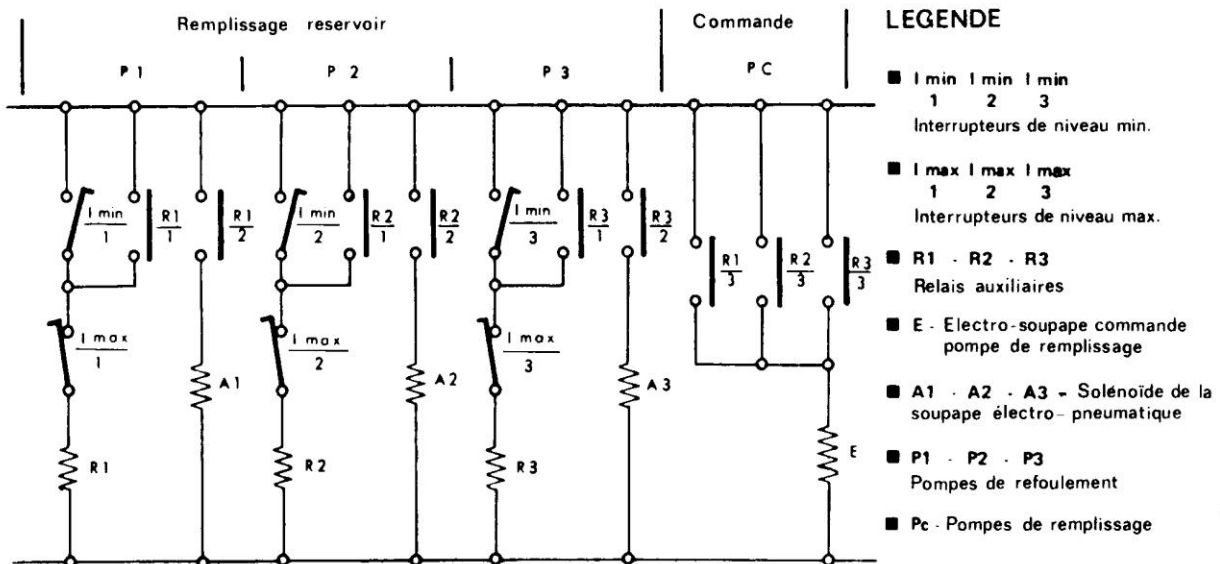 Remplissage reservoir
Commande
P 1
P 2
P 3
P C
I min
1
R1
1
R1
2
I min
2
R2
1
R2
2
I min
3
R3
1
R3
2
R1
3
R2
3
R3
3
I max
1
I max
2
I max
3
A1
A2
A3
R1
R2
R3
E
LEGENDE
■ I min I min I min
1 2 3
Interrupteurs de niveau min.
■ I max I max I max
1 2 3
Interrupteurs de niveau max.
■ R1 - R2 - R3
Relais auxiliaires
■ E - Electro-soupape commande
pompe de remplissage
■ A1 - A2 - A3 - Solénoïde de la
soupape électro-pneumatique
■ P1 - P2 - P3
Pompes de refoulement
■ Pc - Pompes de remplissage